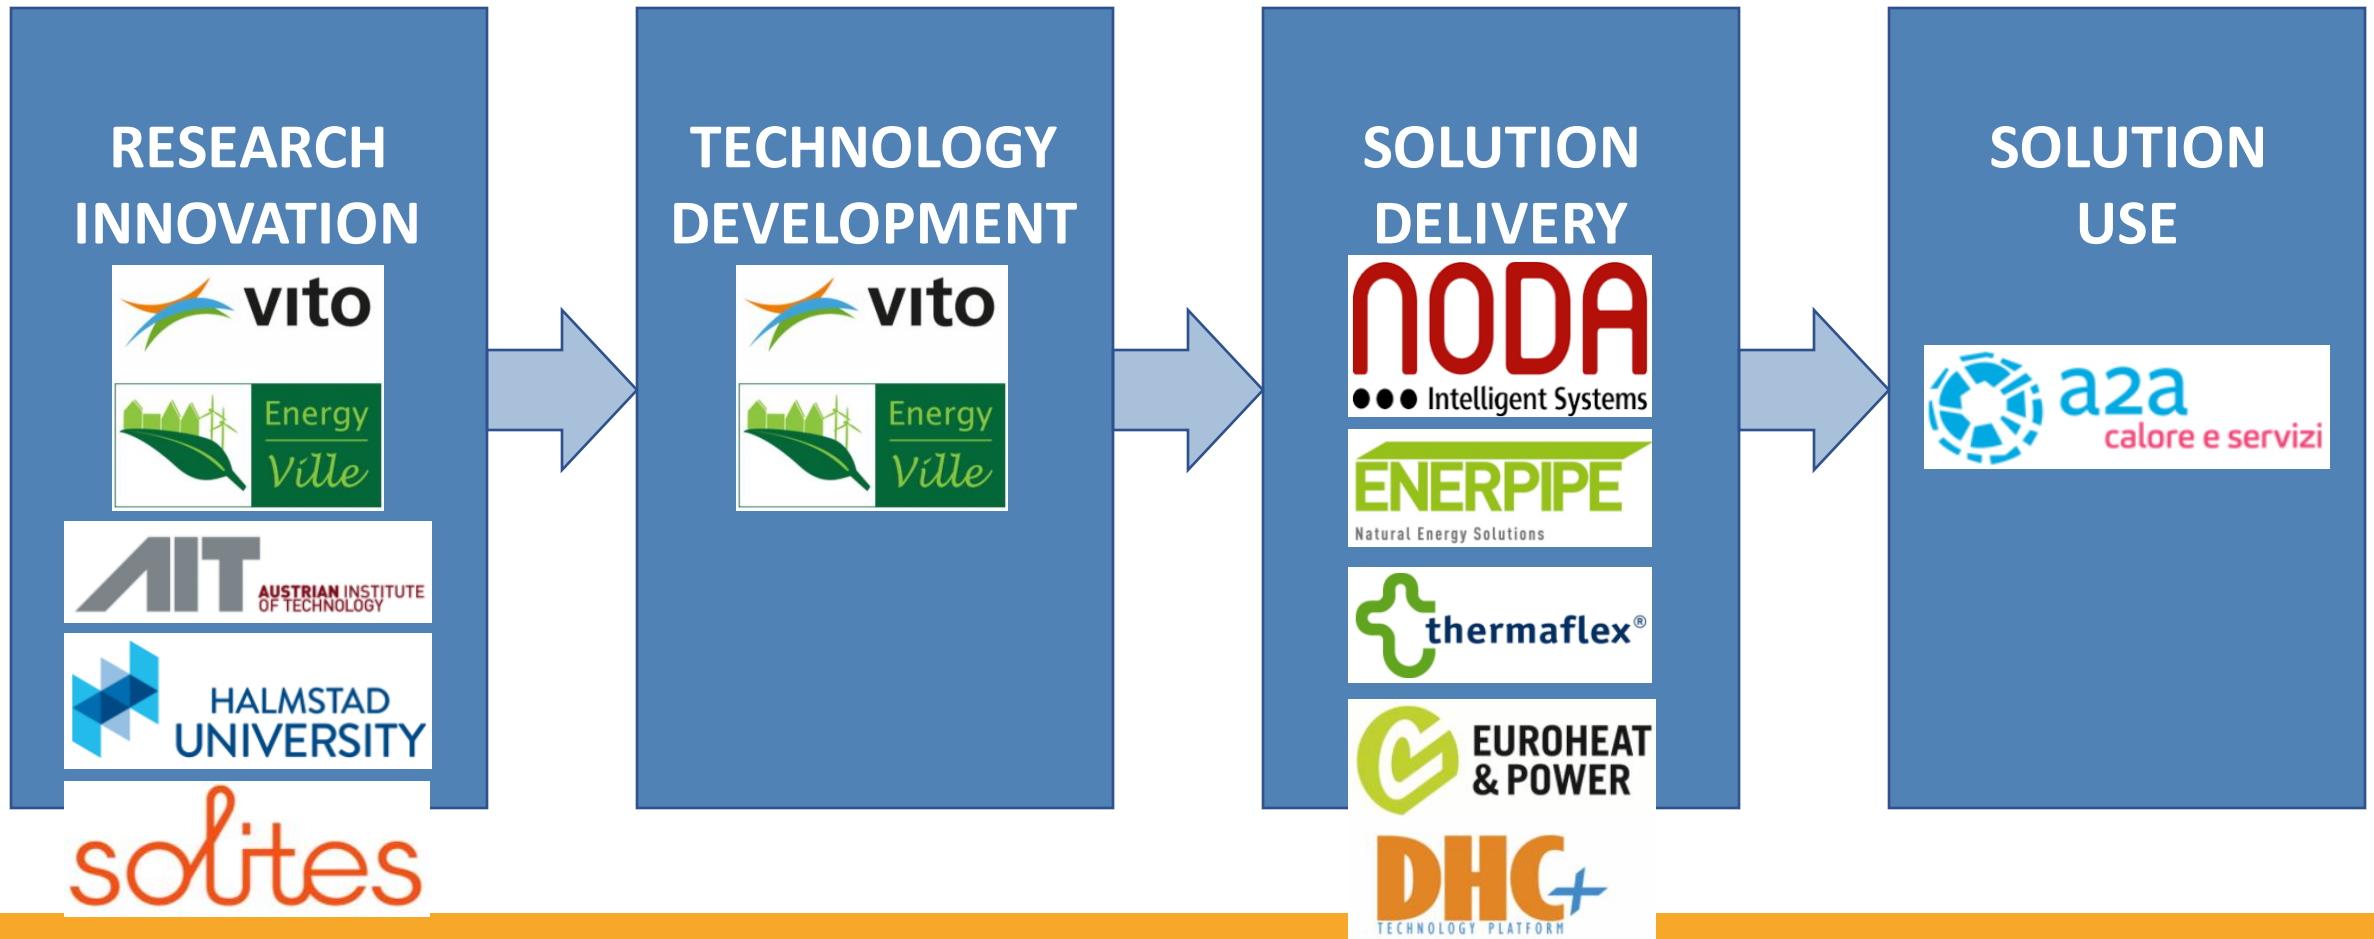 RESEARCH
INNOVATION
vito
Energy
Ville
AIT
AUSTRIAN INSTITUTE
OF TECHNOLOGY
HALMSTAD
UNIVERSITY
solites
TECHNOLOGY
DEVELOPMENT
vito
Energy
Ville
SOLUTION
DELIVERY
NODA
Intelligent Systems
ENERPIPE
Natural Energy Solutions
thermaflex®
EUROHEAT
& POWER
DHC+
TECHNOLOGY PLATFORM
SOLUTION
USE
a2a
calore e servizi